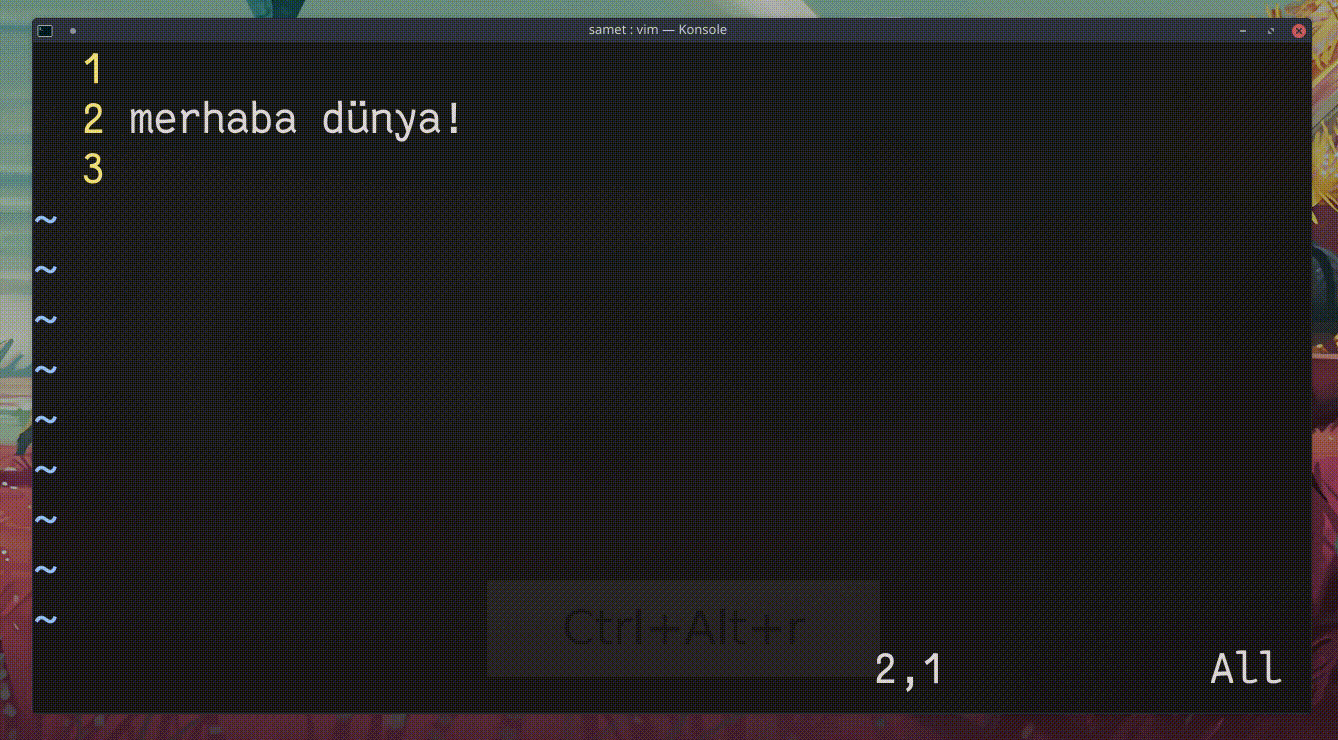 samet : vim — Konsole
1
2 merhaba dünya!
3
~
~
~
~
~
~
~
~
~
Ctrl+Alt+r
2,1 All